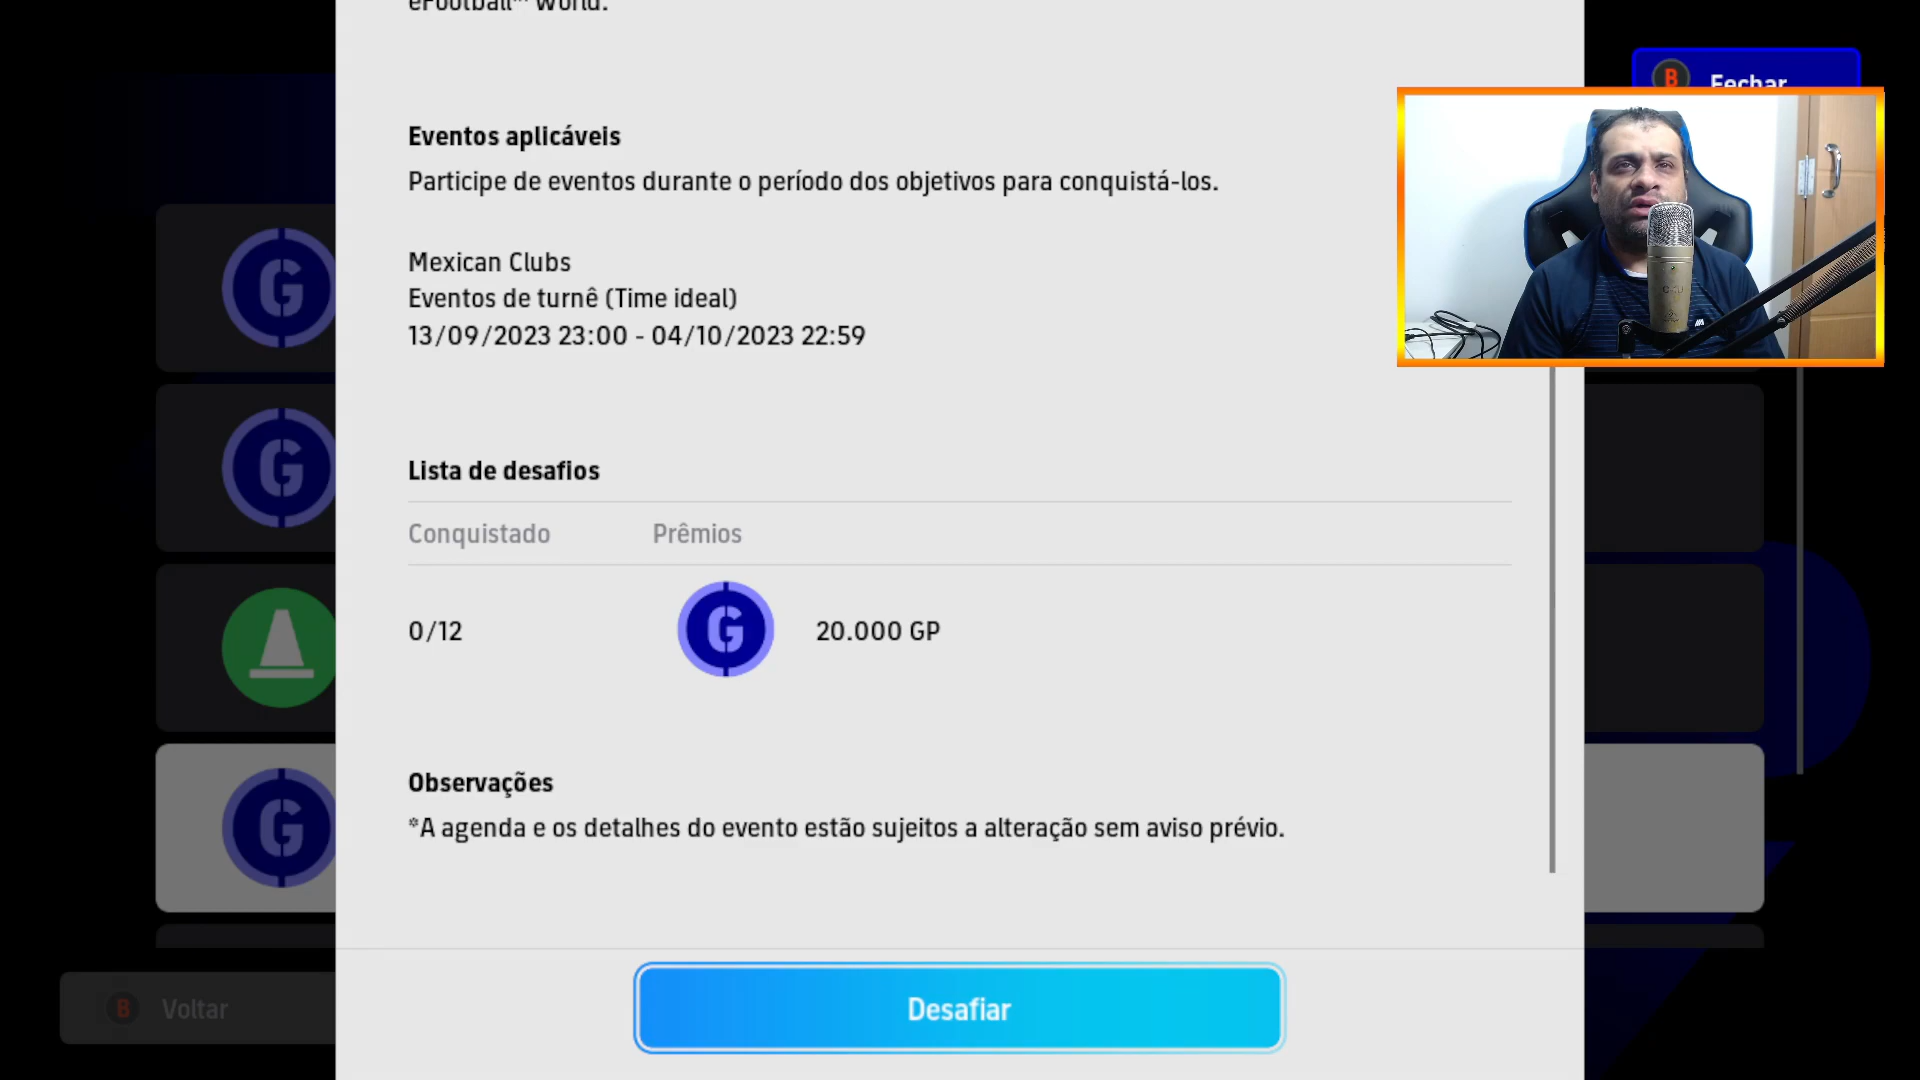 eFootball™ World.
B Fechar
Eventos aplicáveis
Participe de eventos durante o período dos objetivos para conquistá-los.
Mexican Clubs
Eventos de turnê (Time ideal)
13/09/2023 23:00 - 04/10/2023 22:59
Lista de desafios
Conquistado Prêmios
0/12 G 20.000 GP
Observações
*A agenda e os detalhes do evento estão sujeitos a alteração sem aviso prévio.
G
G
G
B Voltar
Desafiar